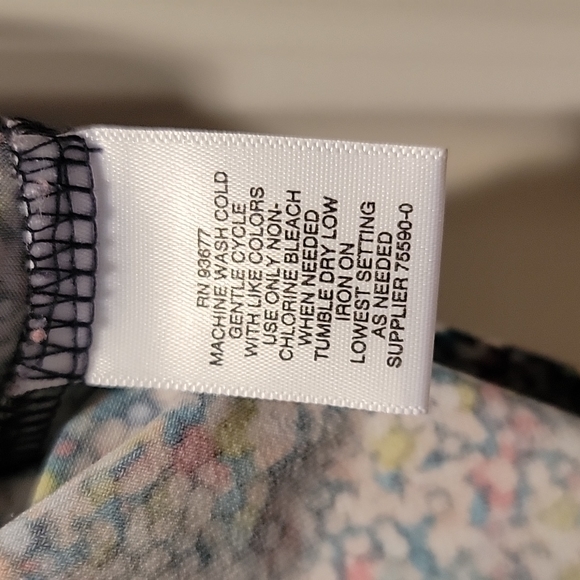 RN 93677
MACHINE WASH COLD
GENTLE CYCLE
WITH LIKE COLORS
USE ONLY NON-
CHLORINE BLEACH
WHEN NEEDED
TUMBLE DRY LOW
IRON ON
LOWEST SETTING
AS NEEDED
SUPPLIER 75590-0